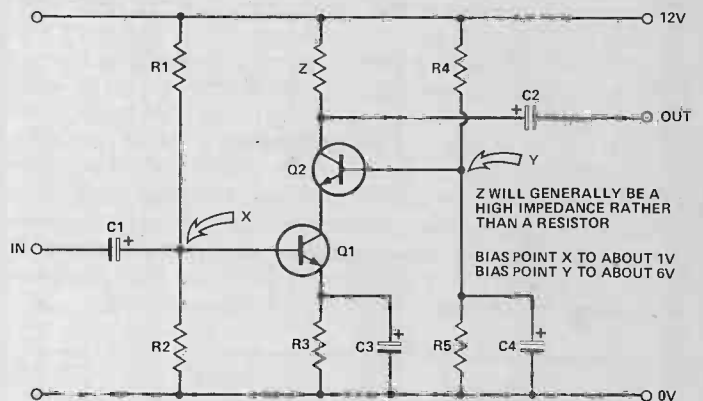 12V
R1
Z
R4
C2
+
OUT
Q2
Y
Z WILL GENERALLY BE A
HIGH IMPEDANCE RATHER
THAN A RESISTOR
C1
+
X
IN
Q1
BIAS POINT X TO ABOUT 1V
BIAS POINT Y TO ABOUT 6V
R2
R3
C3
+
R5
C4
+
0V